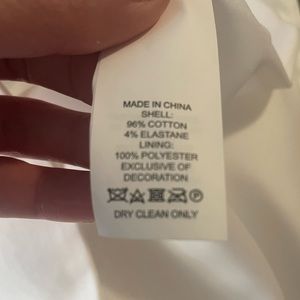 MADE IN CHINA
SHELL:
96% COTTON
4% ELASTANE
LINING:
100% POLYESTER
EXCLUSIVE OF
DECORATION
DRY CLEAN ONLY